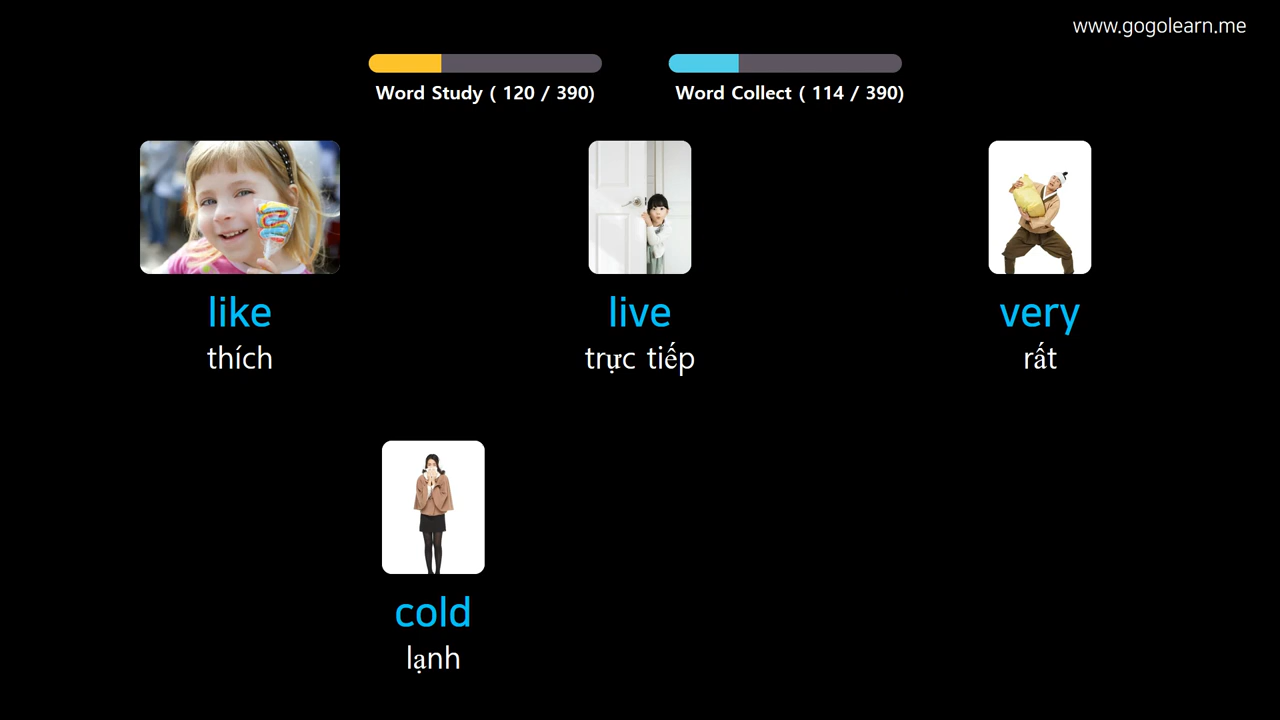 www.gogolearn.me
Word Study ( 120 / 390)
Word Collect ( 114 / 390)
like
thích
live
trực tiếp
very
rất
cold
lạnh